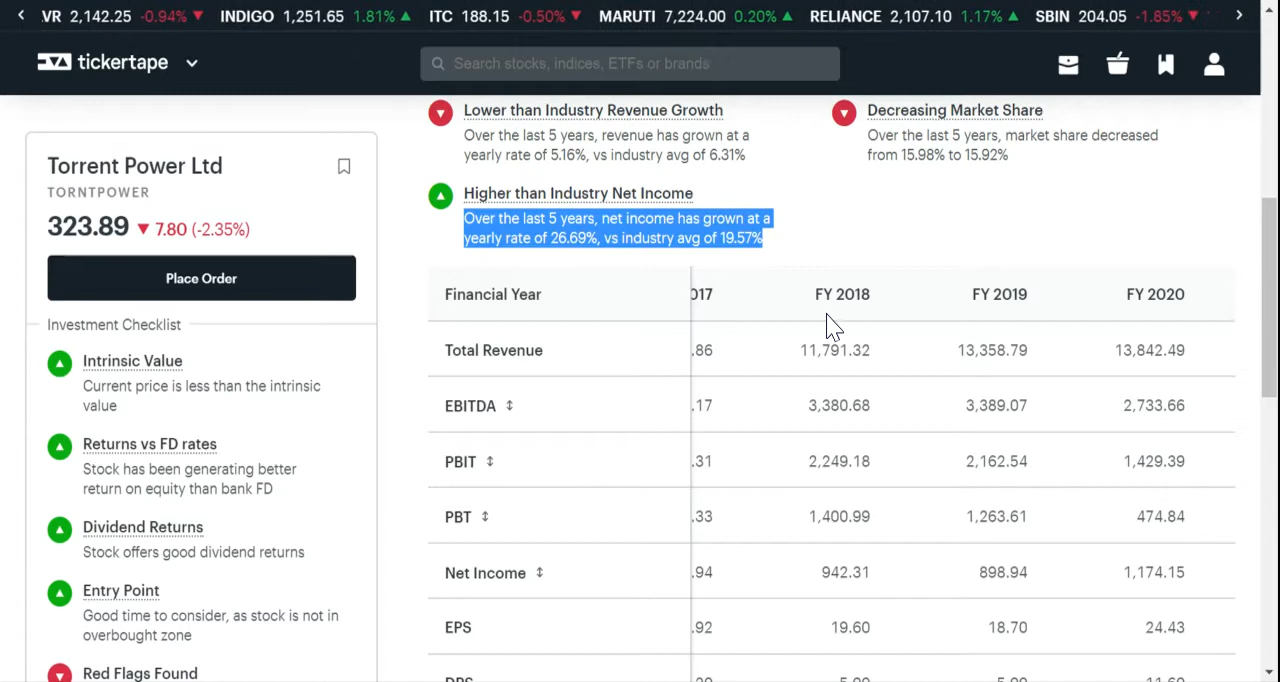 VR 2,142.25 -0.94% ▼ INDIGO 1,251.65 1.81% ▲ ITC 188.15 -0.50% ▼ MARUTI 7,224.00 0.20% ▲ RELIANCE 2,107.10 1.17% ▲ SBIN 204.05 -1.85% ▼
tickertape
Search stocks, indices, ETFs or brands
Torrent Power Ltd
TORNTPOWER
323.89 ▼ 7.80 (-2.35%)
Place Order
Investment Checklist
Intrinsic Value
Current price is less than the intrinsic
value
Returns vs FD rates
Stock has been generating better
return on equity than bank FD
Dividend Returns
Stock offers good dividend returns
Entry Point
Good time to consider, as stock is not in
overbought zone
Red Flags Found
Lower than Industry Revenue Growth
Over the last 5 years, revenue has grown at a
yearly rate of 5.16%, vs industry avg of 6.31%
Decreasing Market Share
Over the last 5 years, market share decreased
from 15.98% to 15.92%
Higher than Industry Net Income
Over the last 5 years, net income has grown at a
yearly rate of 26.69%, vs industry avg of 19.57%
Financial Year 017 FY 2018 FY 2019 FY 2020
Total Revenue .86 11,791.32 13,358.79 13,842.49
EBITDA .17 3,380.68 3,389.07 2,733.66
PBIT .31 2,249.18 2,162.54 1,429.39
PBT .33 1,400.99 1,263.61 474.84
Net Income .94 942.31 898.94 1,174.15
EPS .92 19.60 18.70 24.43